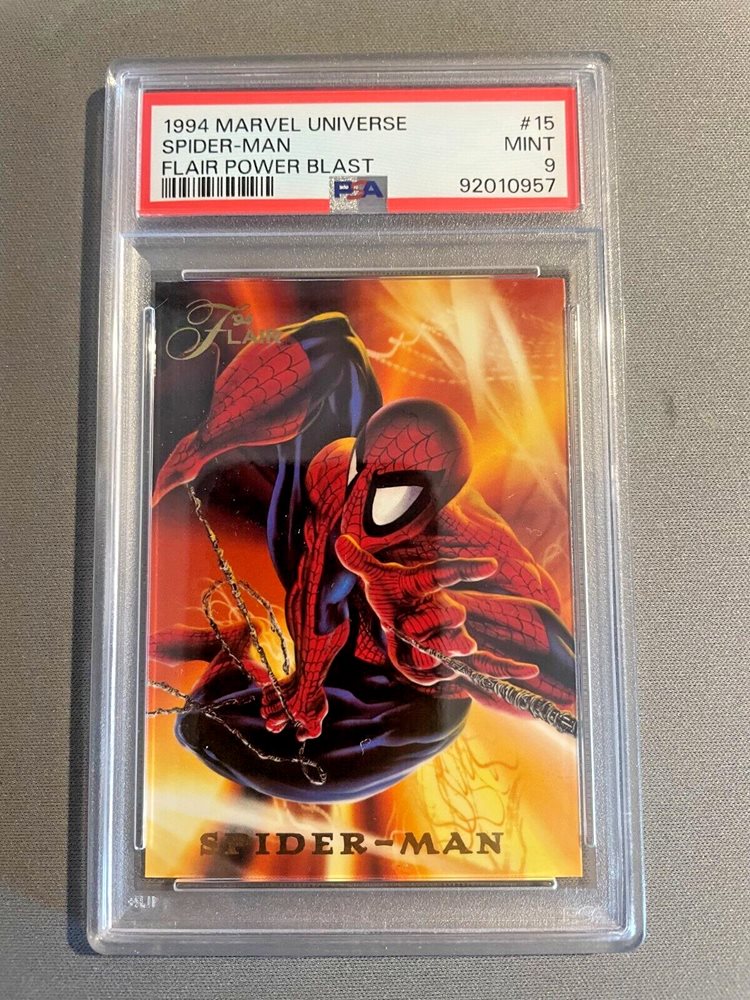 1994 MARVEL UNIVERSE #15
SPIDER-MAN MINT
FLAIR POWER BLAST 9
PSA 92010957
'94
FLAIR
SPIDER-MAN